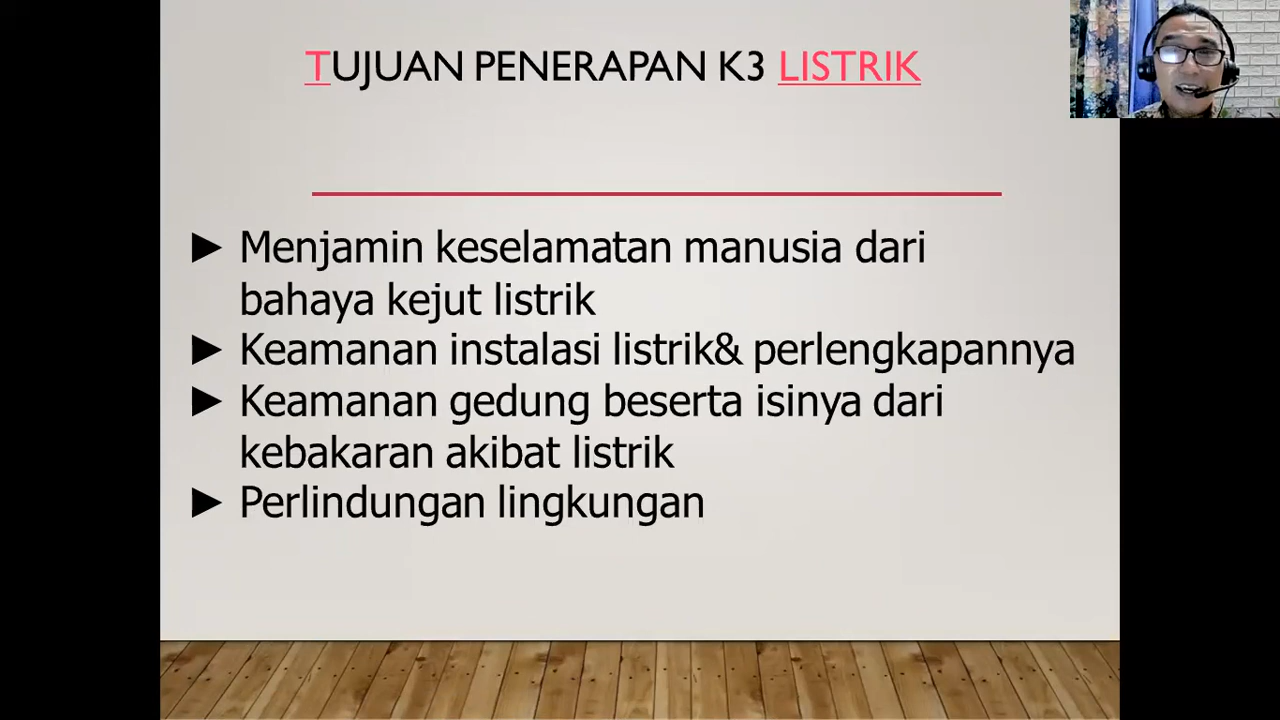 TUJUAN PENERAPAN K3 LISTRIK
► Menjamin keselamatan manusia dari
bahaya kejut listrik
► Keamanan instalasi listrik& perlengkapannya
► Keamanan gedung beserta isinya dari
kebakaran akibat listrik
► Perlindungan lingkungan